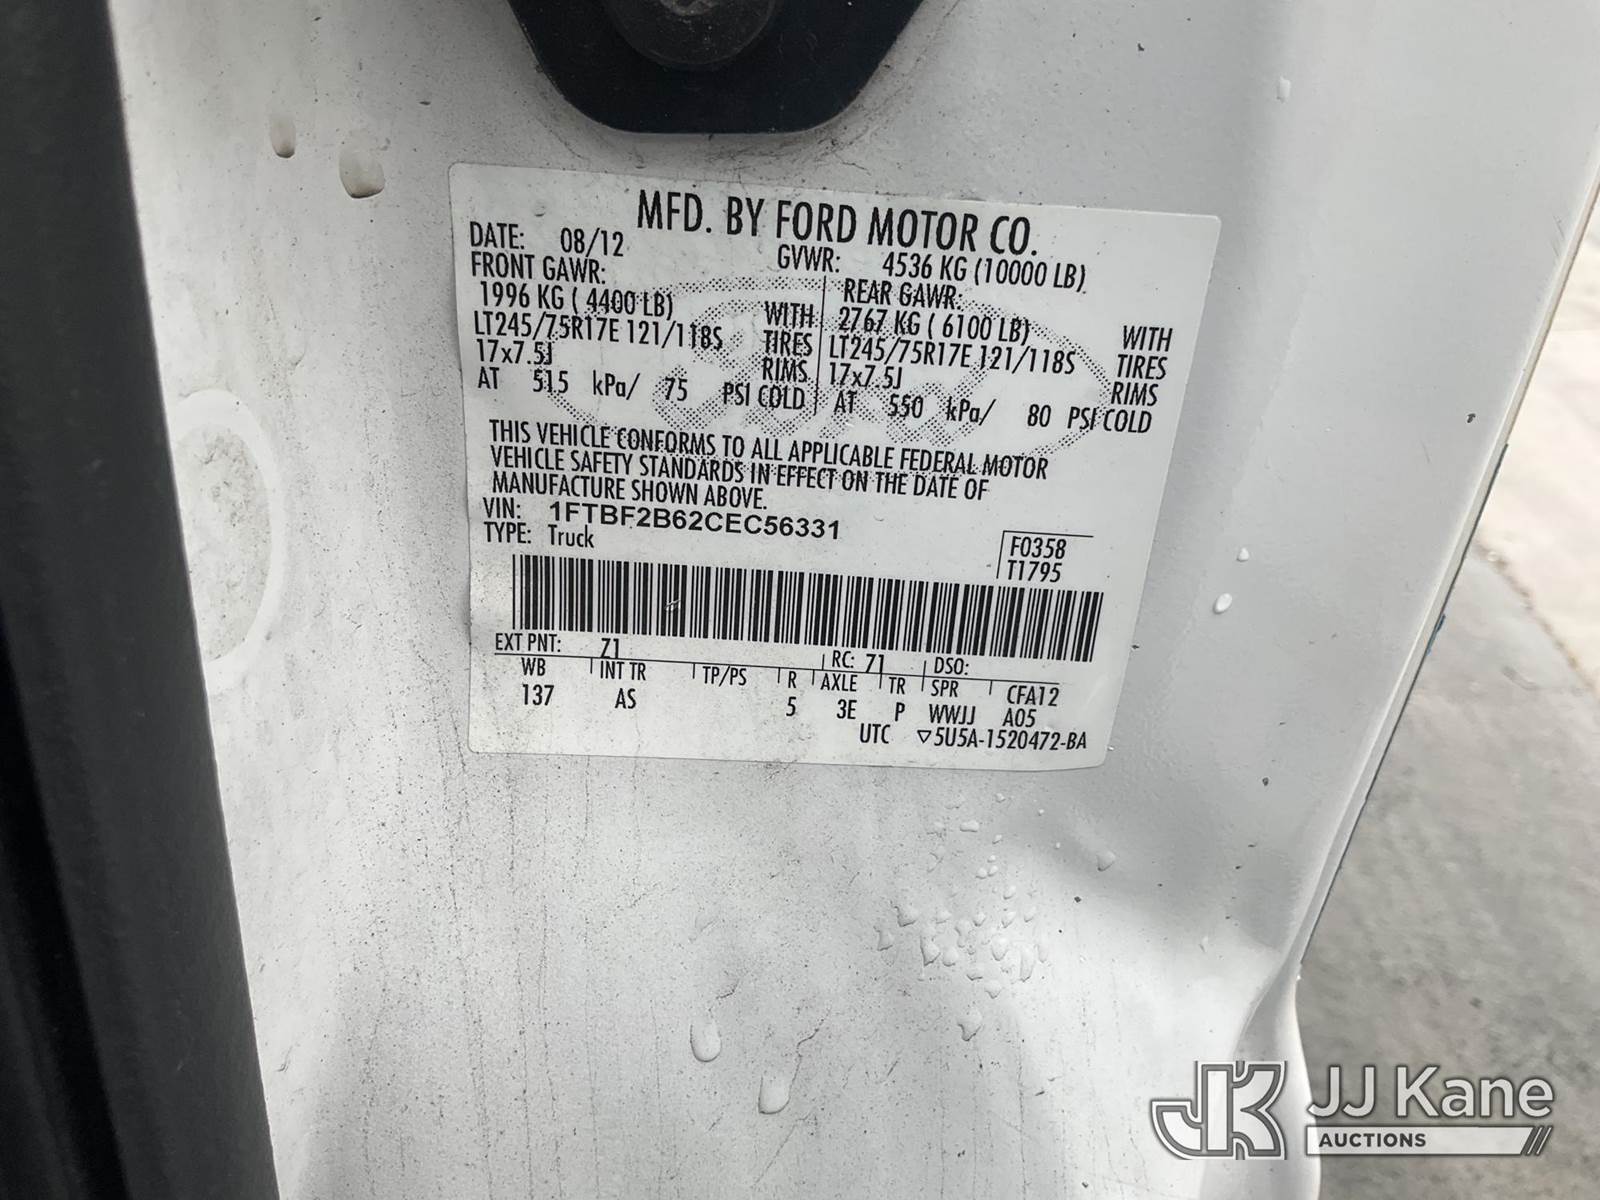 MFD. BY FORD MOTOR CO.
DATE: 08/12 GVWR: 4536 KG (10000 LB)
FRONT GAWR: REAR GAWR:
1996 KG ( 4400 LB) WITH 2767 KG ( 6100 LB) WITH
LT245/75R17E 121/118S TIRES LT245/75R17E 121/118S TIRES
17x7.5J RIMS 17x7.5J RIMS
AT 515 kPa/ 75 PSI COLD AT 550 kPa/ 80 PSI COLD
THIS VEHICLE CONFORMS TO ALL APPLICABLE FEDERAL MOTOR
VEHICLE SAFETY STANDARDS IN EFFECT ON THE DATE OF
MANUFACTURE SHOWN ABOVE.
VIN: 1FTBF2B62CEC56331
TYPE: Truck
F0358
T1795
EXT PNT: Z1 RC: 71 DSO:
WB INT TR TP/PS R AXLE TR SPR CFA12
137 AS 5 3E P WWJJ A05
UTC ▽5U5A-1520472-BA
JK JJ Kane
AUCTIONS